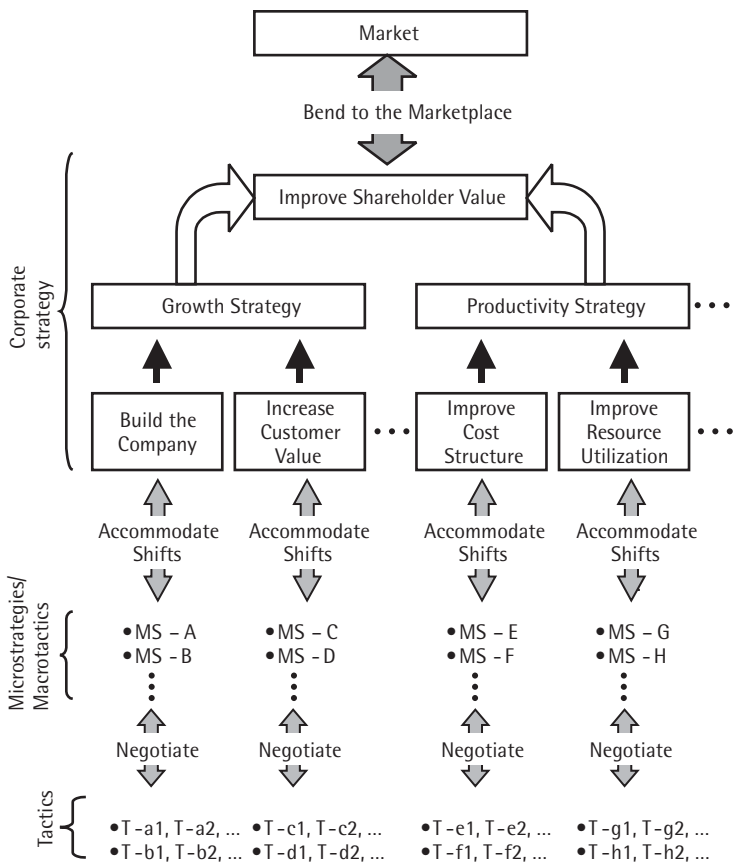 Market
Bend to the Marketplace
Improve Shareholder Value
Corporate
strategy
Growth Strategy
Productivity Strategy
Build the
Company
Increase
Customer
Value
Improve
Cost
Structure
Improve
Resource
Utilization
Accommodate
Shifts
Accommodate
Shifts
Accommodate
Shifts
Accommodate
Shifts
Microstrategies/
Macrotactics
• MS – A
• MS – B
• MS – C
• MS – D
• MS – E
• MS – F
• MS – G
• MS – H
Negotiate
Negotiate
Negotiate
Negotiate
Tactics
• T-a1, T-a2, ...
• T-b1, T-b2, ...
• T-c1, T-c2, ...
• T-d1, T-d2, ...
• T-e1, T-e2, ...
• T-f1, T-f2, ...
• T-g1, T-g2, ...
• T-h1, T-h2, ...